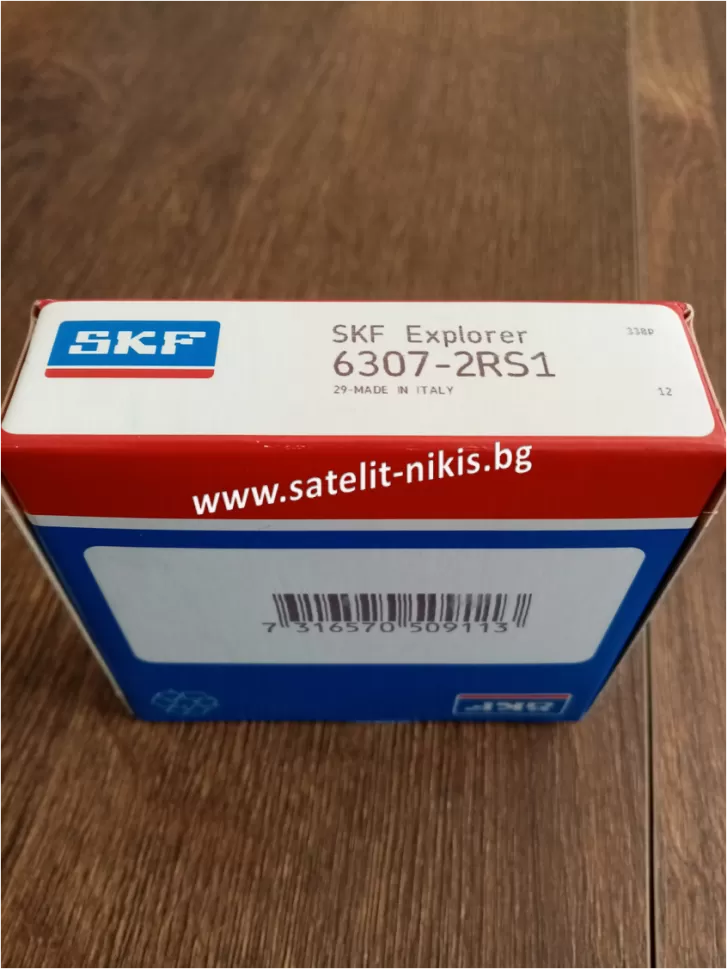 SKF
SKF Explorer
338P
6307-2RS1
29-MADE IN ITALY
12
www.satelit-nikis.bg
7 316570 509113
SKF